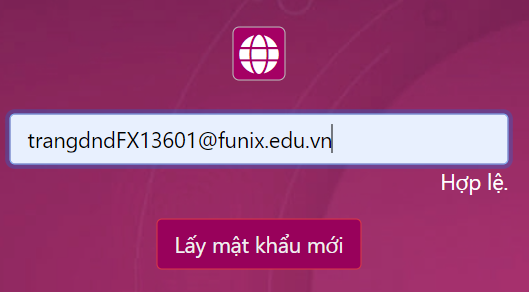 trangdndFX13601@funix.edu.vn
Hợp lệ.
Lấy mật khẩu mới